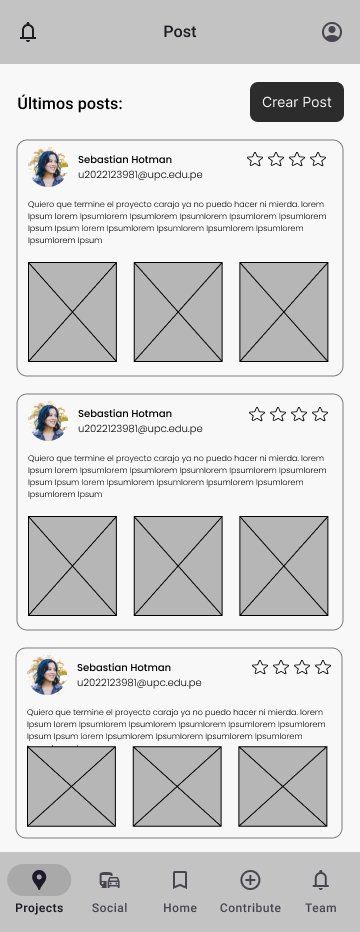 Post
Últimos posts:
Crear Post
Sebastian Hotman
u2022123981@upc.edu.pe
Quiero que termine el proyecto carajo ya no puedo hacer ni mierda. lorem
Ipsum lorem ipsumlorem Ipsumlorem Ipsumlorem Ipsumlorem Ipsumlorem
Ipsum Ipsum lorem Ipsumlorem Ipsumlorem Ipsumlorem Ipsumlorem
Ipsumlorem Ipsum
Sebastian Hotman
u2022123981@upc.edu.pe
Quiero que termine el proyecto carajo ya no puedo hacer ni mierda. lorem
Ipsum lorem Ipsumlorem Ipsumlorem Ipsumlorem Ipsumlorem Ipsumlorem
Ipsum Ipsum lorem Ipsumlorem Ipsumlorem Ipsumlorem Ipsumlorem
Ipsumlorem Ipsum
Sebastian Hotman
u2022123981@upc.edu.pe
Quiero que termine el proyecto carajo ya no puedo hacer ni mierda. lorem
Ipsum lorem Ipsumlorem Ipsumlorem Ipsumlorem Ipsumlorem Ipsumlorem
Ipsum Ipsum lorem Ipsumlorem Ipsumlorem Ipsumlorem Ipsumlorem
Projects
Social
Home
Contribute
Team